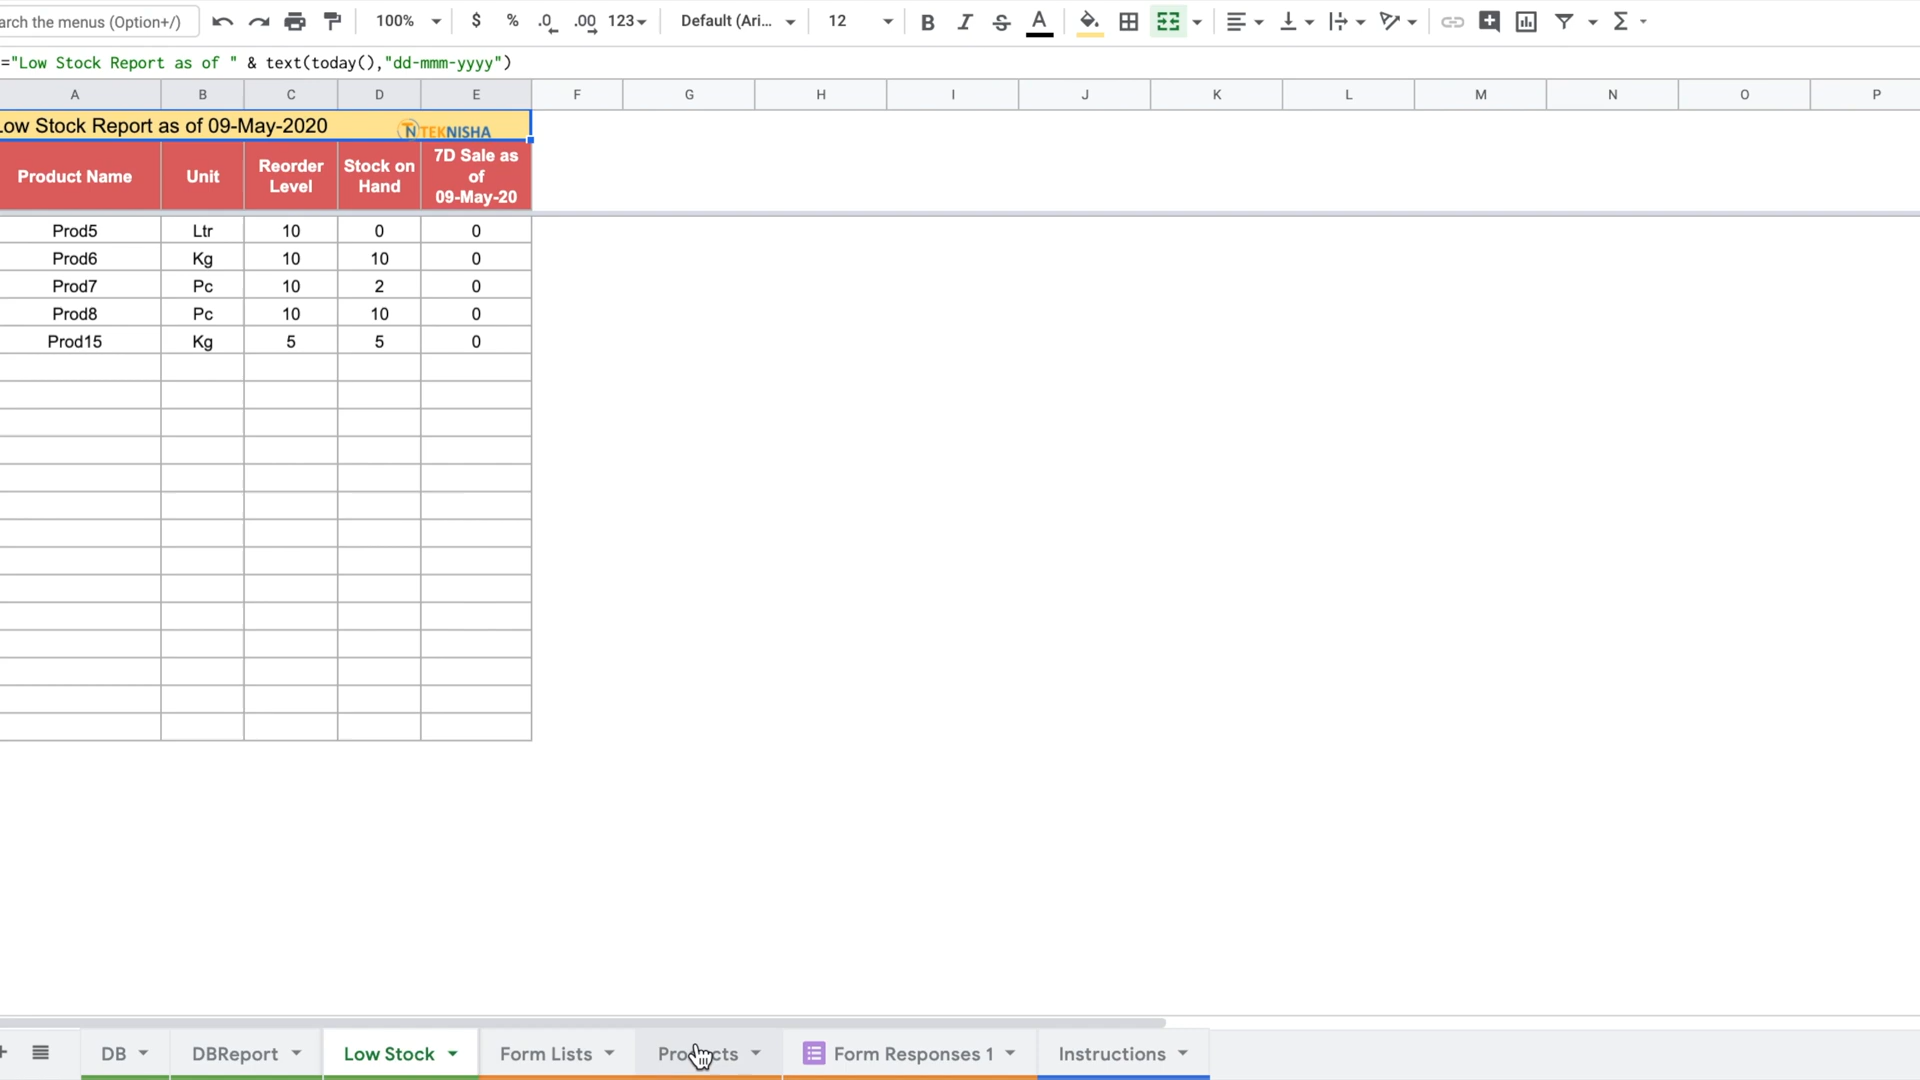 arch the menus (Option+/) 100% $ % .0 .00 123 Default (Ari... 12 B I S A Σ
="Low Stock Report as of " & text(today(),"dd-mmm-yyyy")
A B C D E F G H I J K L M N O P
Low Stock Report as of 09-May-2020 TEKNISHA
Product Name Unit Reorder Level Stock on Hand 7D Sale as of 09-May-20
Prod5 Ltr 10 0 0
Prod6 Kg 10 10 0
Prod7 Pc 10 2 0
Prod8 Pc 10 10 0
Prod15 Kg 5 5 0
DB DBReport Low Stock Form Lists Products Form Responses 1 Instructions